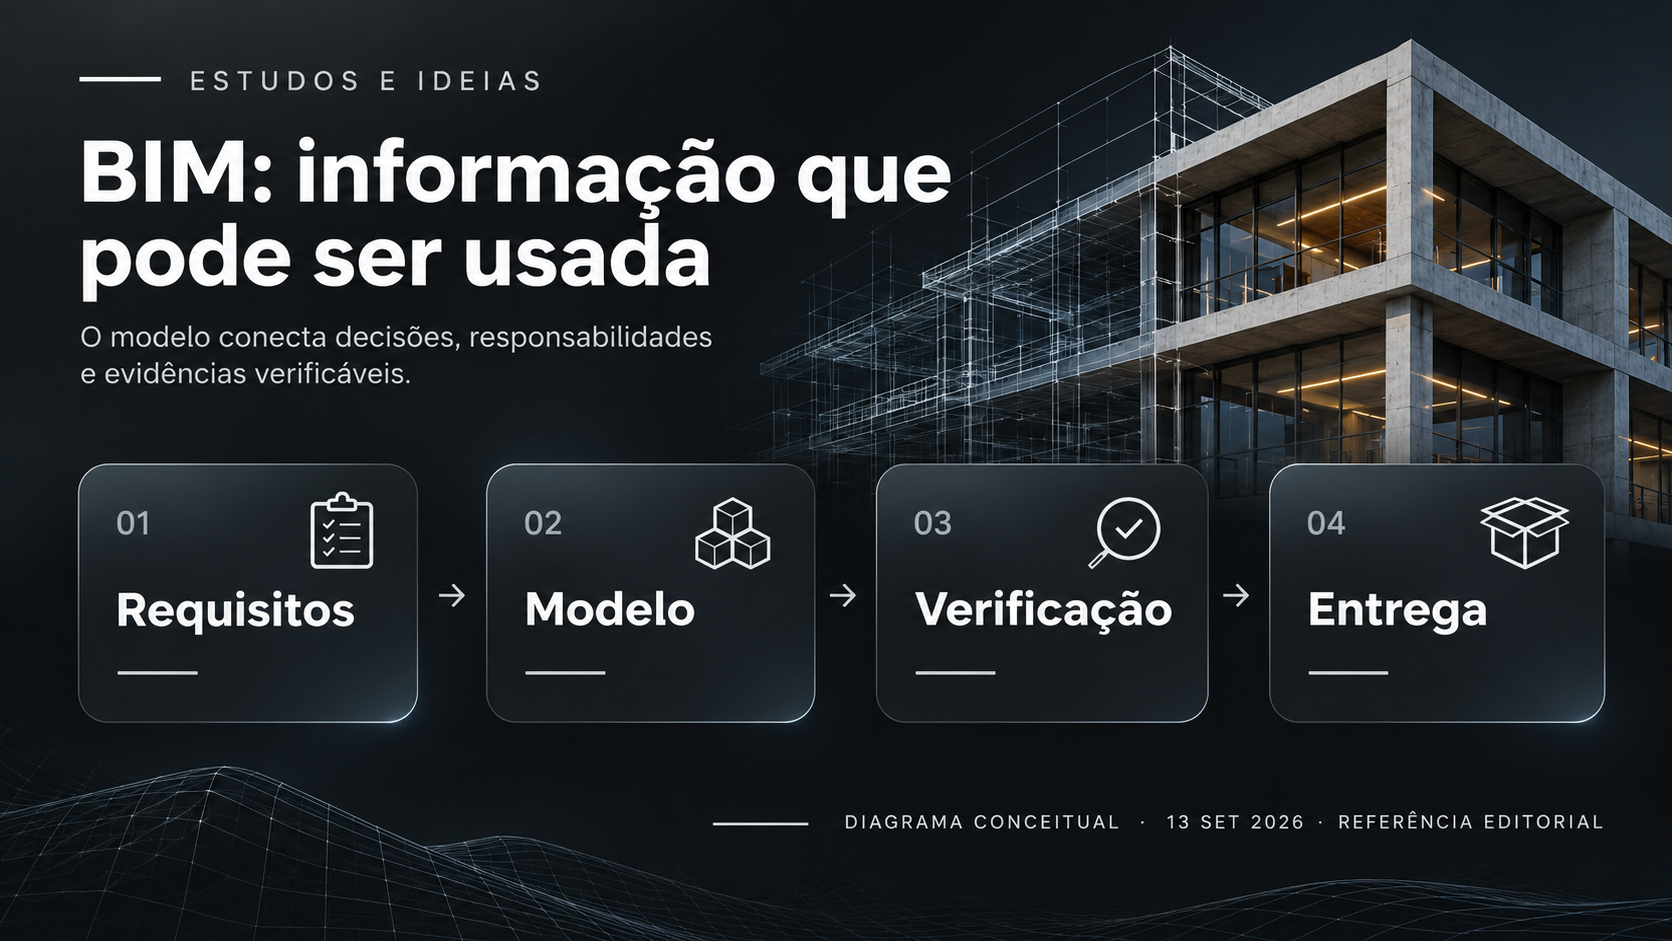 ESTUDOS E IDEIAS
BIM: informação que
pode ser usada
O modelo conecta decisões, responsabilidades
e evidências verificáveis.
01
Requisitos
→
02
Modelo
→
03
Verificação
→
04
Entrega
DIAGRAMA CONCEITUAL · 13 SET 2026 · REFERÊNCIA EDITORIAL